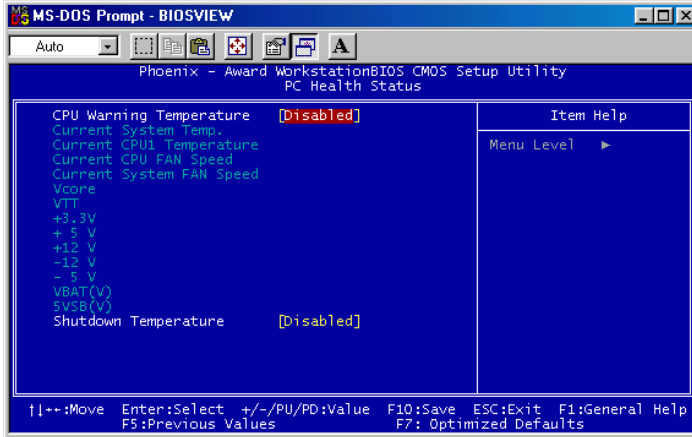 MS-DOS Prompt - BIOSVIEW
Auto
A
Phoenix - Award WorkstationBIOS CMOS Setup Utility
PC Health Status
CPU Warning Temperature [Disabled]
Current System Temp.
Current CPU1 Temperature
Current CPU FAN Speed
Current System FAN Speed
Vcore
VTT
+3.3V
+ 5 V
+12 V
-12 V
- 5 V
VBAT(V)
5VSB(V)
Shutdown Temperature [Disabled]
Item Help
Menu Level ►
↑↓←→:Move Enter:Select +/-/PU/PD:Value F10:Save ESC:Exit F1:General Help
F5:Previous Values F7: Optimized Defaults